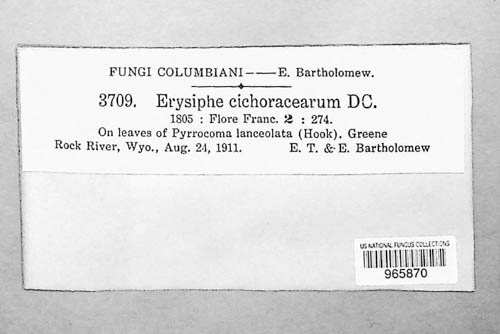 FUNGI COLUMBIANI—E. Bartholomew.
3709. Erysiphe cichoracearum DC.
1805 : Flore Franc. 2 : 274.
On leaves of Pyrrocoma lanceolata (Hook). Greene
Rock River, Wyo., Aug. 24, 1911. E. T. & E. Bartholomew
US NATIONAL FUNGUS COLLECTIONS
965870